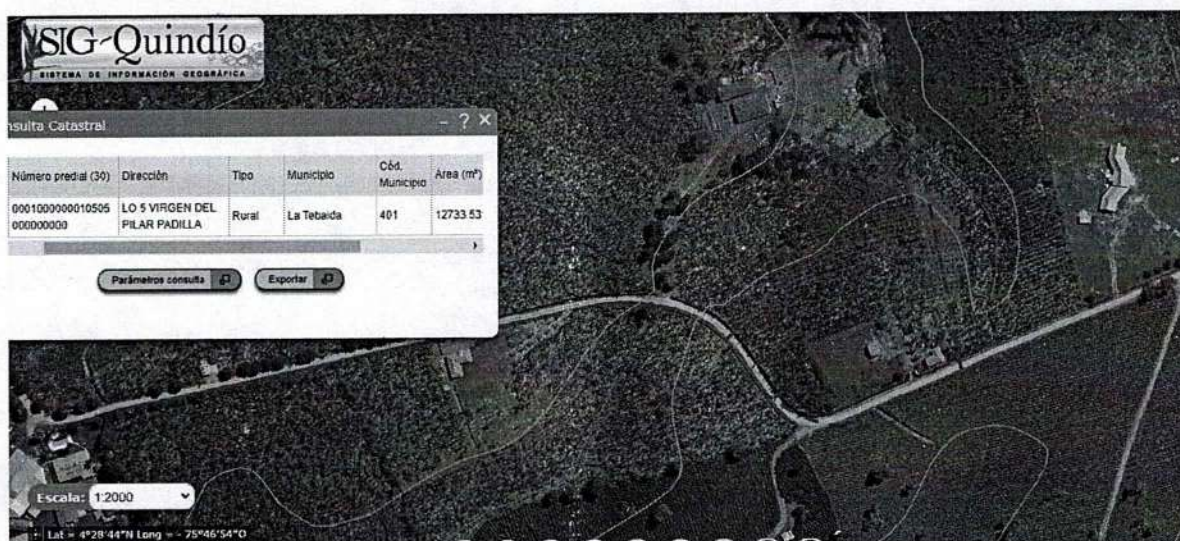 SIG-Quindío
SISTEMA DE INFORMACIÓN GEOGRÁFICA
nsulta Catastral
Número predial (30) Dirección Tipo Municipio Cód. Municipio Area (m²)
0001000000010505000000000 LO 5 VIRGEN DEL PILAR PADILLA Rural La Tebaida 401 12733.53
Parámetros consulta Exportar
Escala: 1:2000
Lat = 4°28'44"N Long = - 75°46'54"O